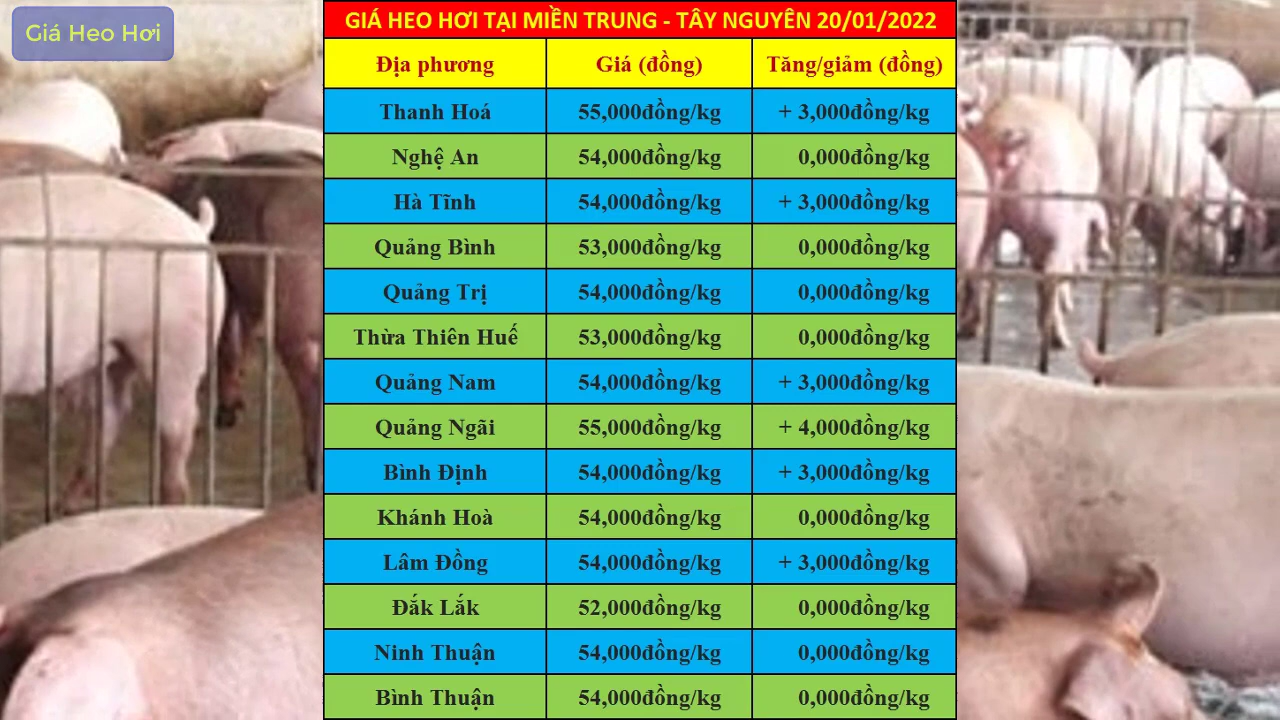 Giá Heo Hơi
GIÁ HEO HƠI TẠI MIỀN TRUNG - TÂY NGUYÊN 20/01/2022
Địa phương Giá (đồng) Tăng/giảm (đồng)
Thanh Hoá 55,000đồng/kg + 3,000đồng/kg
Nghệ An 54,000đồng/kg 0,000đồng/kg
Hà Tĩnh 54,000đồng/kg + 3,000đồng/kg
Quảng Bình 53,000đồng/kg 0,000đồng/kg
Quảng Trị 54,000đồng/kg 0,000đồng/kg
Thừa Thiên Huế 53,000đồng/kg 0,000đồng/kg
Quảng Nam 54,000đồng/kg + 3,000đồng/kg
Quảng Ngãi 55,000đồng/kg + 4,000đồng/kg
Bình Định 54,000đồng/kg + 3,000đồng/kg
Khánh Hoà 54,000đồng/kg 0,000đồng/kg
Lâm Đồng 54,000đồng/kg + 3,000đồng/kg
Đắk Lắk 52,000đồng/kg 0,000đồng/kg
Ninh Thuận 54,000đồng/kg 0,000đồng/kg
Bình Thuận 54,000đồng/kg 0,000đồng/kg